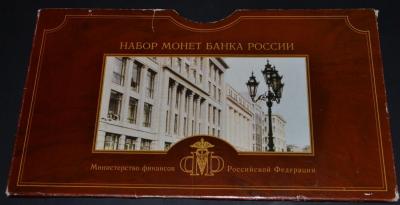 НАБОР МОНЕТ БАНКА РОССИИ
Министерство финансов Российской Федерации